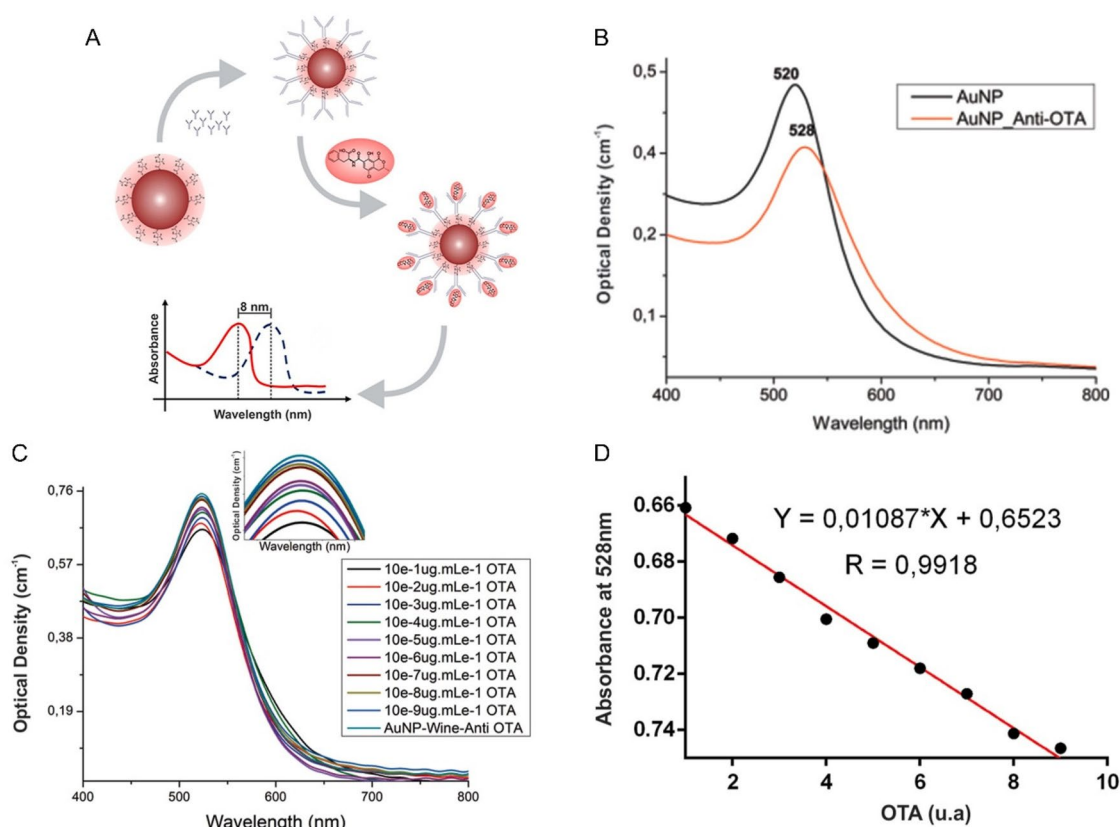 A
8 nm
Absorbance
Wavelength (nm)
B
0,5
0,4
0,2
0,1
520
528
AuNP
AuNP_Anti-OTA
Optical Density (cm⁻¹)
400 500 600 700 800
Wavelength (nm)
C
0,76
0,57
0,38
0,19
Optical Density (cm⁻¹)
400 500 600 700 800
Wavelength (nm)
Optical Density (cm⁻¹)
Wavelength (nm)
10e-1ug.mLe-1 OTA
10e-2ug.mLe-1 OTA
10e-3ug.mLe-1 OTA
10e-4ug.mLe-1 OTA
10e-5ug.mLe-1 OTA
10e-6ug.mLe-1 OTA
10e-7ug.mLe-1 OTA
10e-8ug.mLe-1 OTA
10e-9ug.mLe-1 OTA
AuNP-Wine-Anti OTA
D
0.66
0.68
0.70
0.72
0.74
Absorbance at 528nm
Y = 0,01087*X + 0,6523
R = 0,9918
2 4 6 8 10
OTA (u.a)